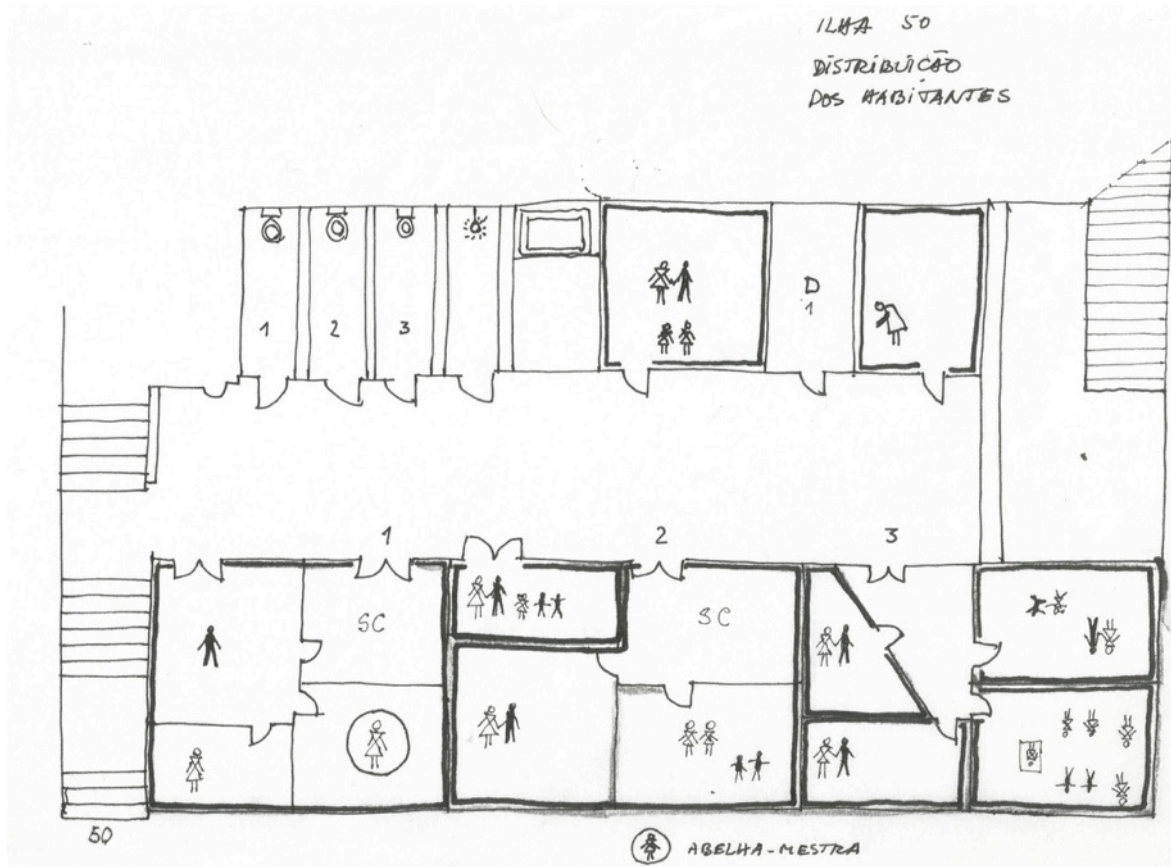 ILHA 50
DISTRIBUIÇÃO
DOS HABITANTES
1 2 3
D
1
1 2 3
SC SC
50
ABELHA-MESTRA